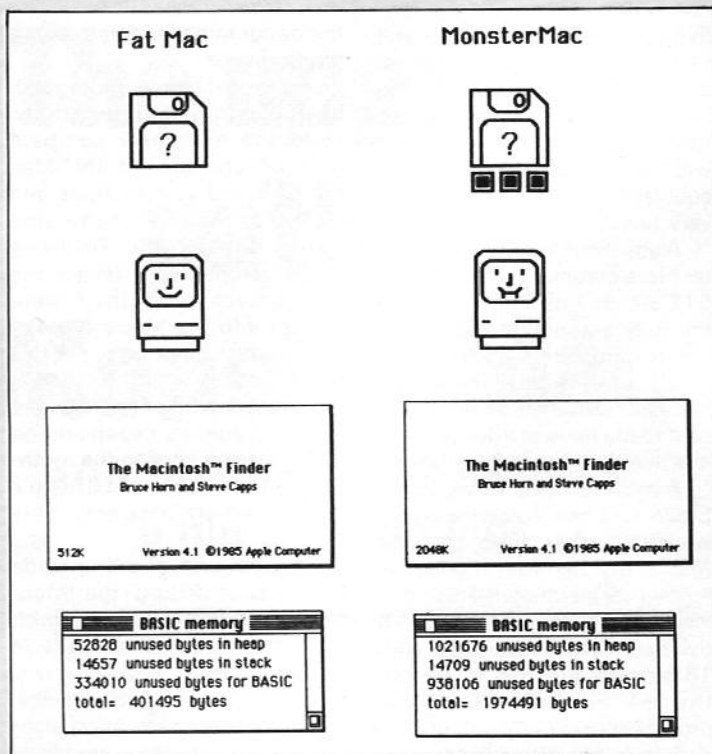 Fat Mac
?
The Macintosh™ Finder
Bruce Horn and Steve Capps
512K Version 4.1 ©1985 Apple Computer
BASIC memory
52828 unused bytes in heap
14657 unused bytes in stack
334010 unused bytes for BASIC
total= 401495 bytes
MonsterMac
?
The Macintosh™ Finder
Bruce Horn and Steve Capps
2048K Version 4.1 ©1985 Apple Computer
BASIC memory
1021676 unused bytes in heap
14709 unused bytes in stack
938106 unused bytes for BASIC
total= 1974491 bytes